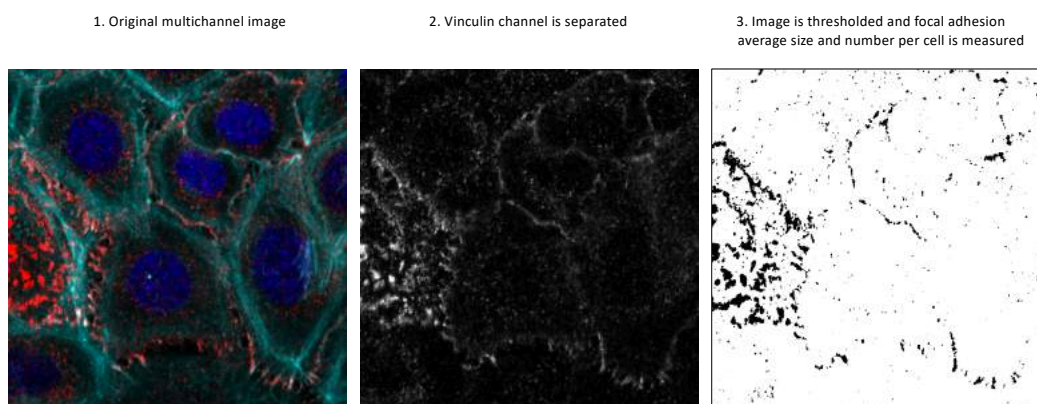 1. Original multichannel image
2. Vinculin channel is separated
3. Image is thresholded and focal adhesion
average size and number per cell is measured